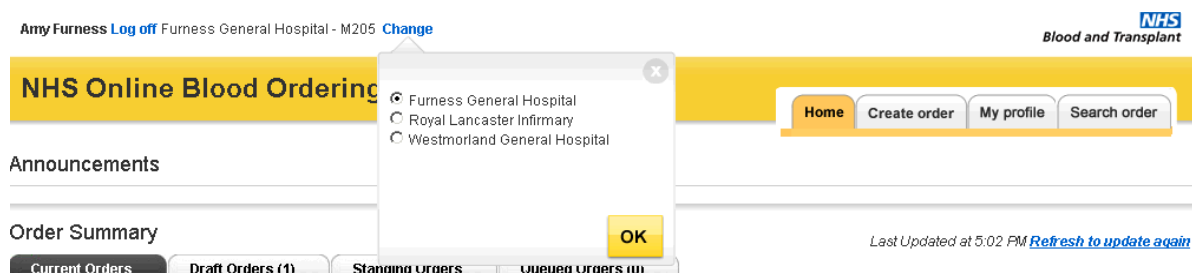 Amy Furness Log off Furness General Hospital - M205 Change
NHS
Blood and Transplant
NHS Online Blood Ordering
Furness General Hospital
Royal Lancaster Infirmary
Westmorland General Hospital
OK
Home Create order My profile Search order
Announcements
Order Summary
Last Updated at 5:02 PM Refresh to update again
Current Orders Draft Orders (1) Standing Orders Queued Orders (0)